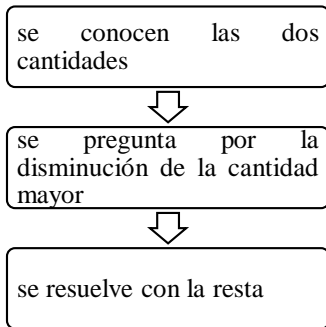 se conocen las dos
cantidades
se pregunta por la
disminución de la cantidad
mayor
se resuelve con la resta